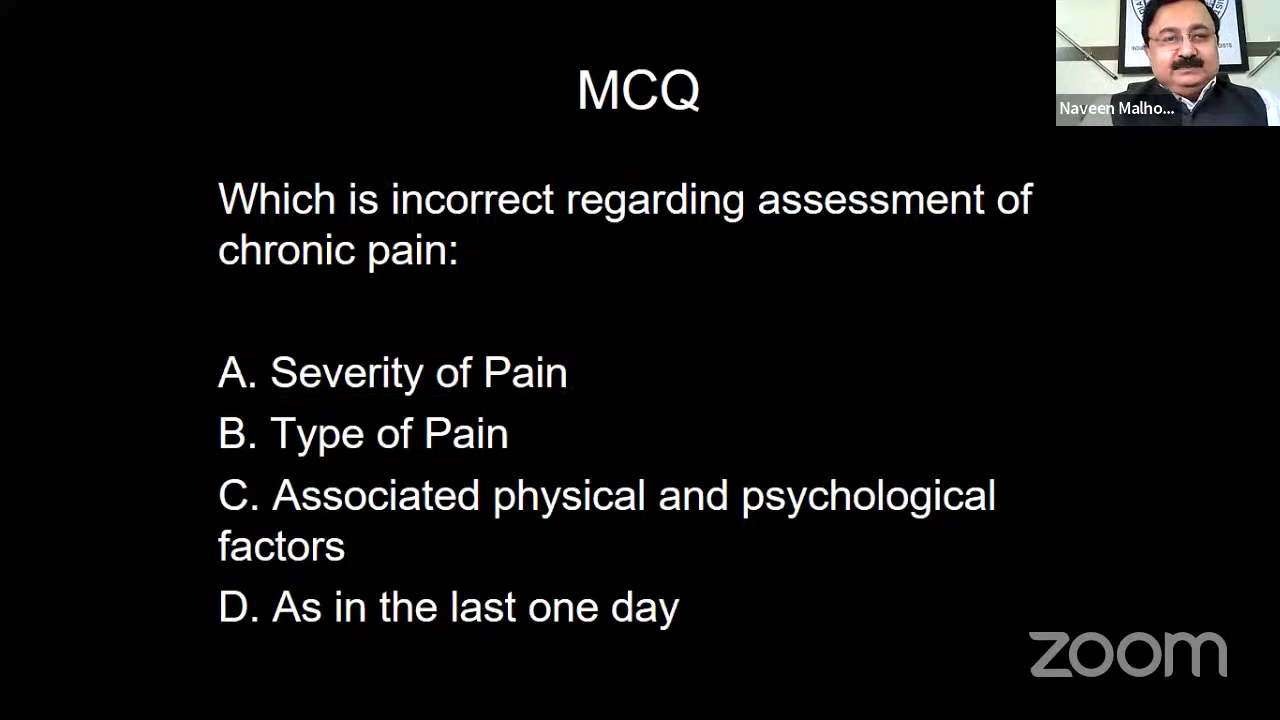 MCQ
Naveen Malho...
Which is incorrect regarding assessment of
chronic pain:
A. Severity of Pain
B. Type of Pain
C. Associated physical and psychological
factors
D. As in the last one day
zoom